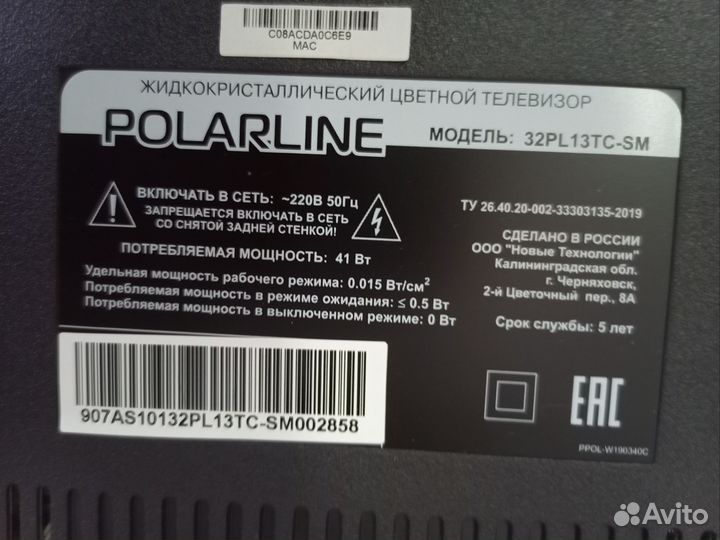 C08ACDA0C6E9
MAC
ЖИДКОКРИСТАЛЛИЧЕСКИЙ ЦВЕТНОЙ ТЕЛЕВИЗОР
POLARLINE
МОДЕЛЬ: 32PL13TC-SM
ВКЛЮЧАТЬ В СЕТЬ: ~220В 50Гц
ЗАПРЕЩАЕТСЯ ВКЛЮЧАТЬ В СЕТЬ
СО СНЯТОЙ ЗАДНЕЙ СТЕНКОЙ!
ПОТРЕБЛЯЕМАЯ МОЩНОСТЬ: 41 Вт
Удельная мощность рабочего режима: 0.015 Вт/см²
Потребляемая мощность в режиме ожидания: ≤ 0.5 Вт
Потребляемая мощность в выключенном режиме: 0 Вт
ТУ 26.40.20-002-33303135-2019
СДЕЛАНО В РОССИИ
ООО "Новые Технологии"
Калининградская обл.
г. Черняховск,
2-й Цветочный пер., 8А
Срок службы: 5 лет
907AS10132PL13TC-SM002858
EAC
PPOL-W190340C
Avito